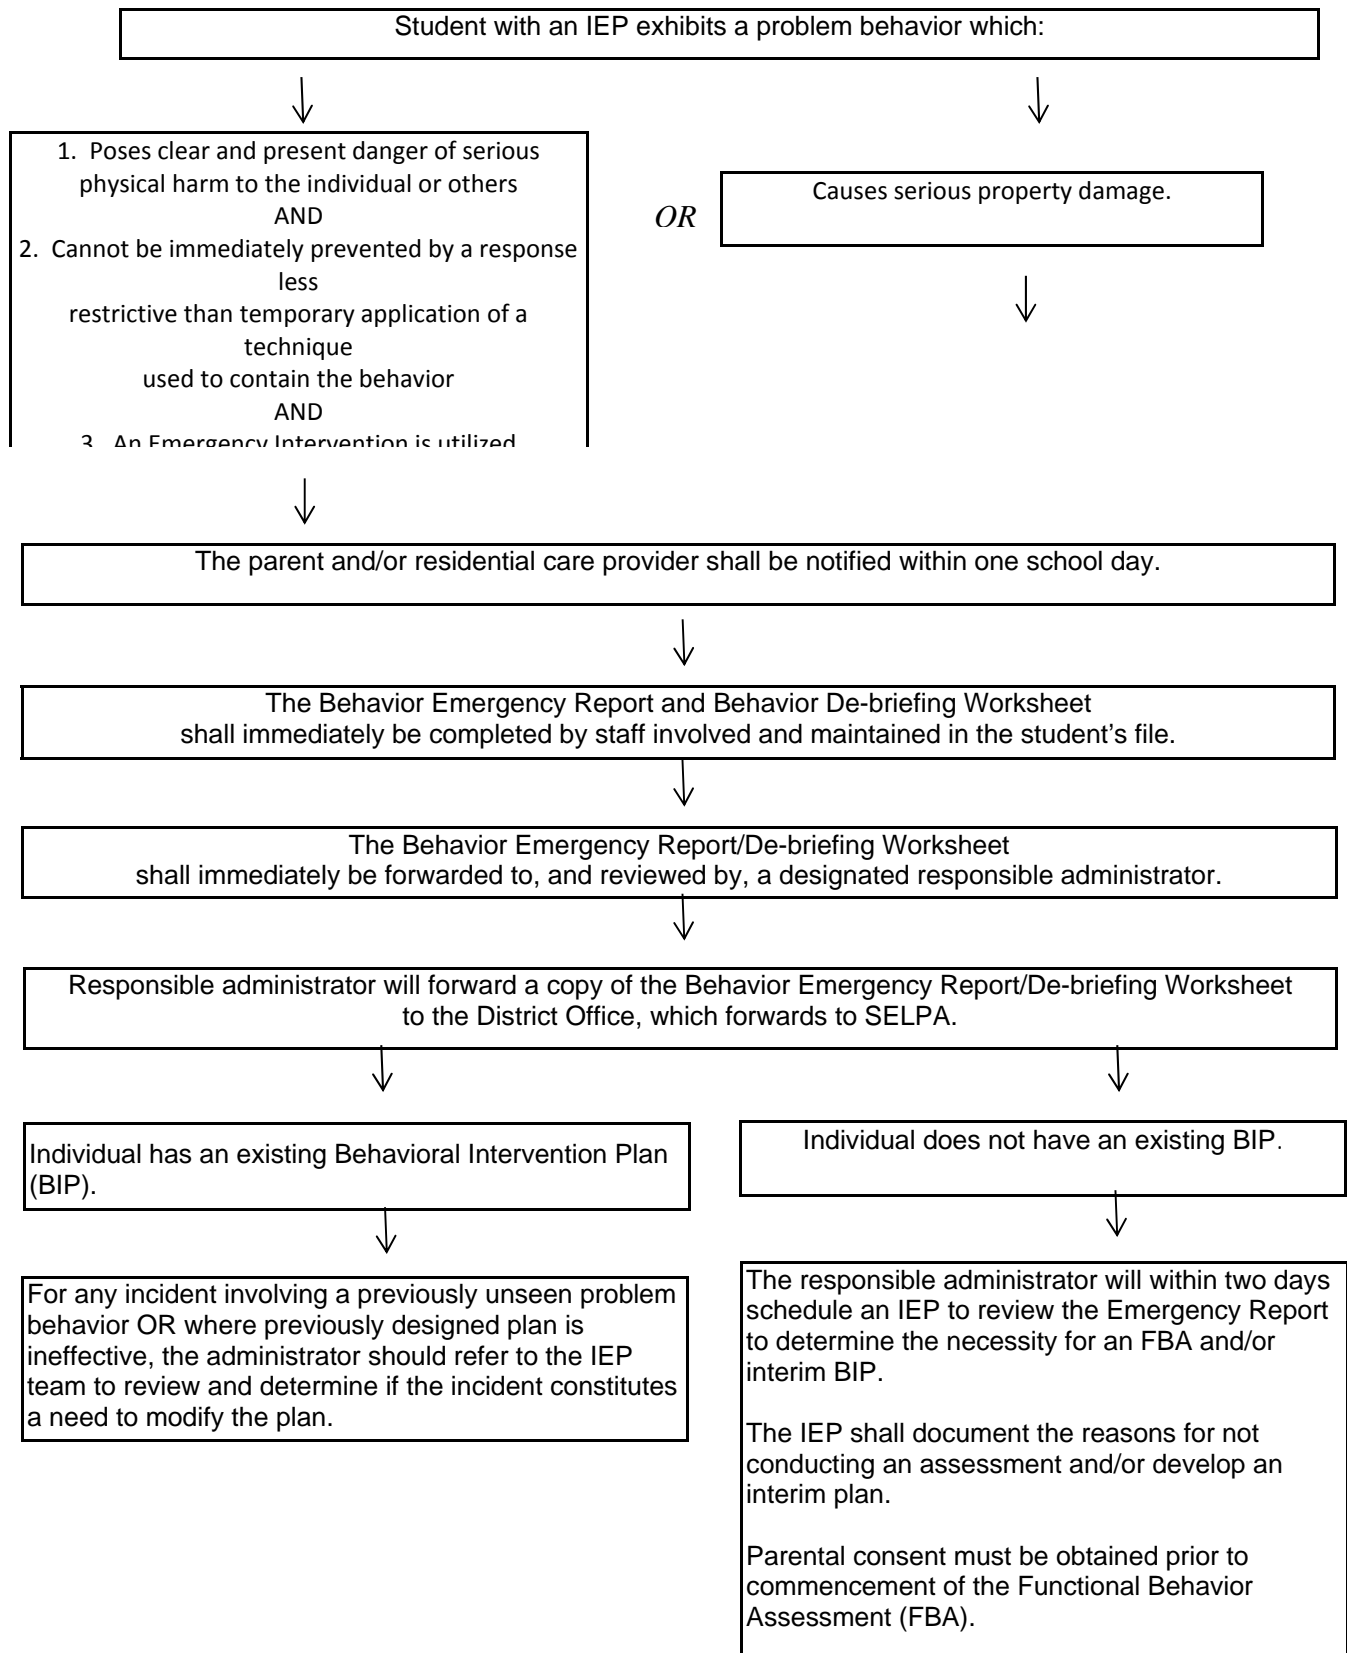 Student with an IEP exhibits a problem behavior which:
1. Poses clear and present danger of serious
physical harm to the individual or others
AND
2. Cannot be immediately prevented by a response
less
restrictive than temporary application of a
technique
used to contain the behavior
AND
3. An Emergency Intervention is utilized
OR
Causes serious property damage.
The parent and/or residential care provider shall be notified within one school day.
The Behavior Emergency Report and Behavior De-briefing Worksheet
shall immediately be completed by staff involved and maintained in the student's file.
The Behavior Emergency Report/De-briefing Worksheet
shall immediately be forwarded to, and reviewed by, a designated responsible administrator.
Responsible administrator will forward a copy of the Behavior Emergency Report/De-briefing Worksheet
to the District Office, which forwards to SELPA.
Individual has an existing Behavioral Intervention Plan
(BIP).
For any incident involving a previously unseen problem
behavior OR where previously designed plan is
ineffective, the administrator should refer to the IEP
team to review and determine if the incident constitutes
a need to modify the plan.
Individual does not have an existing BIP.
The responsible administrator will within two days
schedule an IEP to review the Emergency Report
to determine the necessity for an FBA and/or
interim BIP.
The IEP shall document the reasons for not
conducting an assessment and/or develop an
interim plan.
Parental consent must be obtained prior to
commencement of the Functional Behavior
Assessment (FBA).